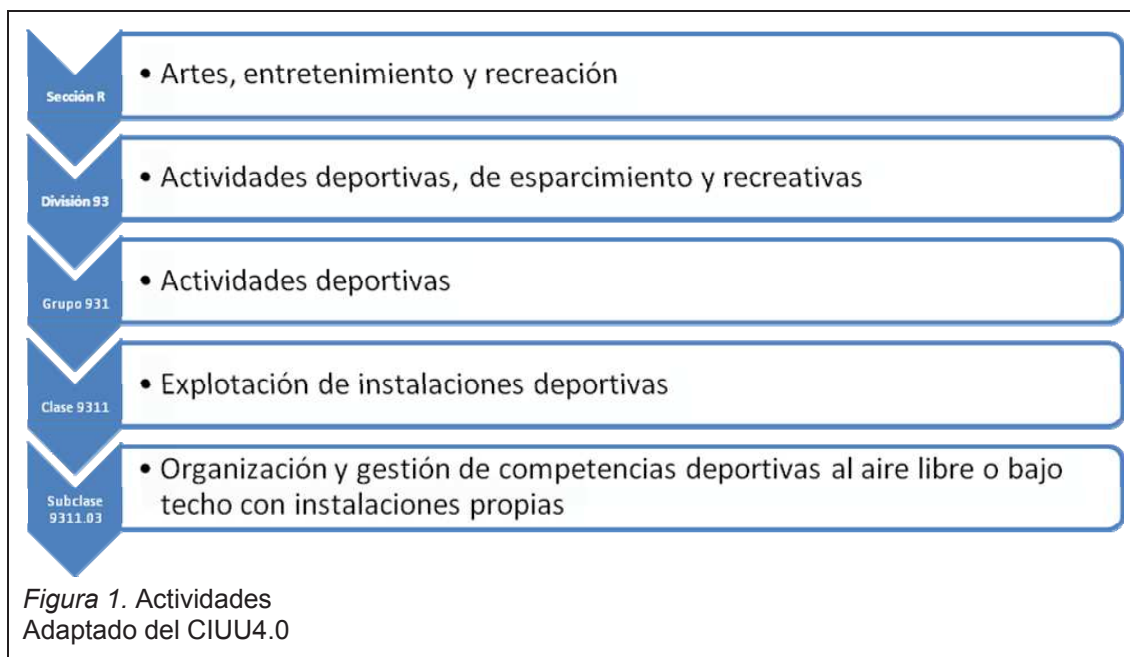 Sección R
• Artes, entretenimiento y recreación
División 93
• Actividades deportivas, de esparcimiento y recreativas
Grupo 931
• Actividades deportivas
Clase 9311
• Explotación de instalaciones deportivas
Subclase
9311.03
• Organización y gestión de competencias deportivas al aire libre o bajo
techo con instalaciones propias
Figura 1. Actividades
Adaptado del CIUU4.0